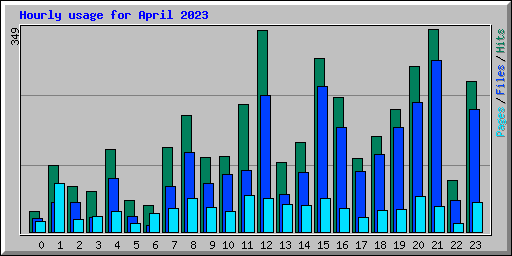 Hourly usage for April 2023
349
Pages/Files/Hits
0 1 2 3 4 5 6 7 8 9 10 11 12 13 14 15 16 17 18 19 20 21 22 23